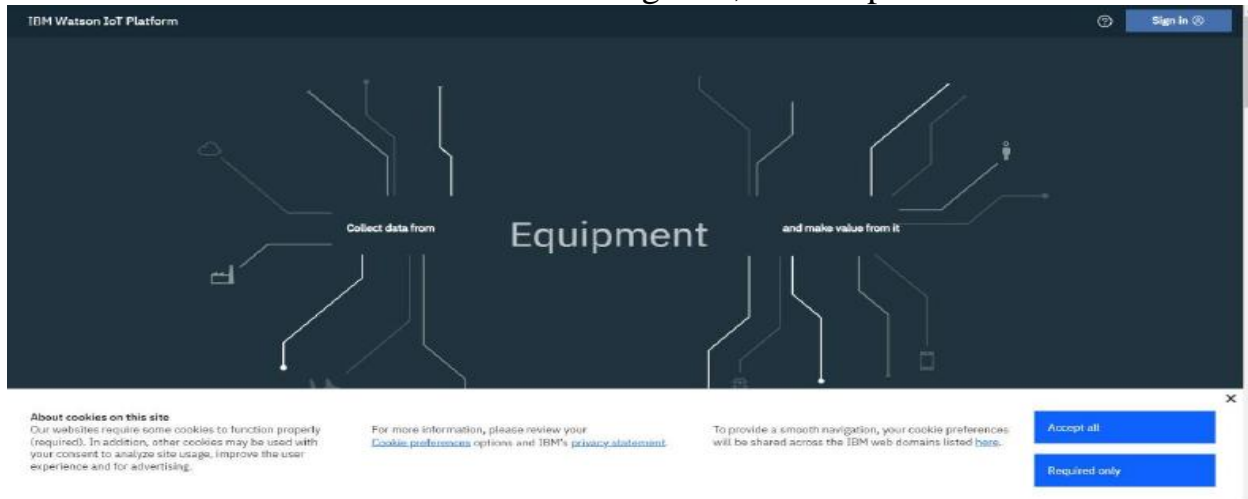 IBM Watson IoT Platform
Sign in
Collect data from
Equipment
and make value from it
About cookies on this site
Our websites require some cookies to function properly
(required). In addition, other cookies may be used with
your consent to analyze site usage, improve the user
experience and for advertising.
For more information, please review your
Cookie preferences options and IBM's privacy statement.
To provide a smooth navigation, your cookie preferences
will be shared across the IBM web domains listed here.
Accept all
Required only